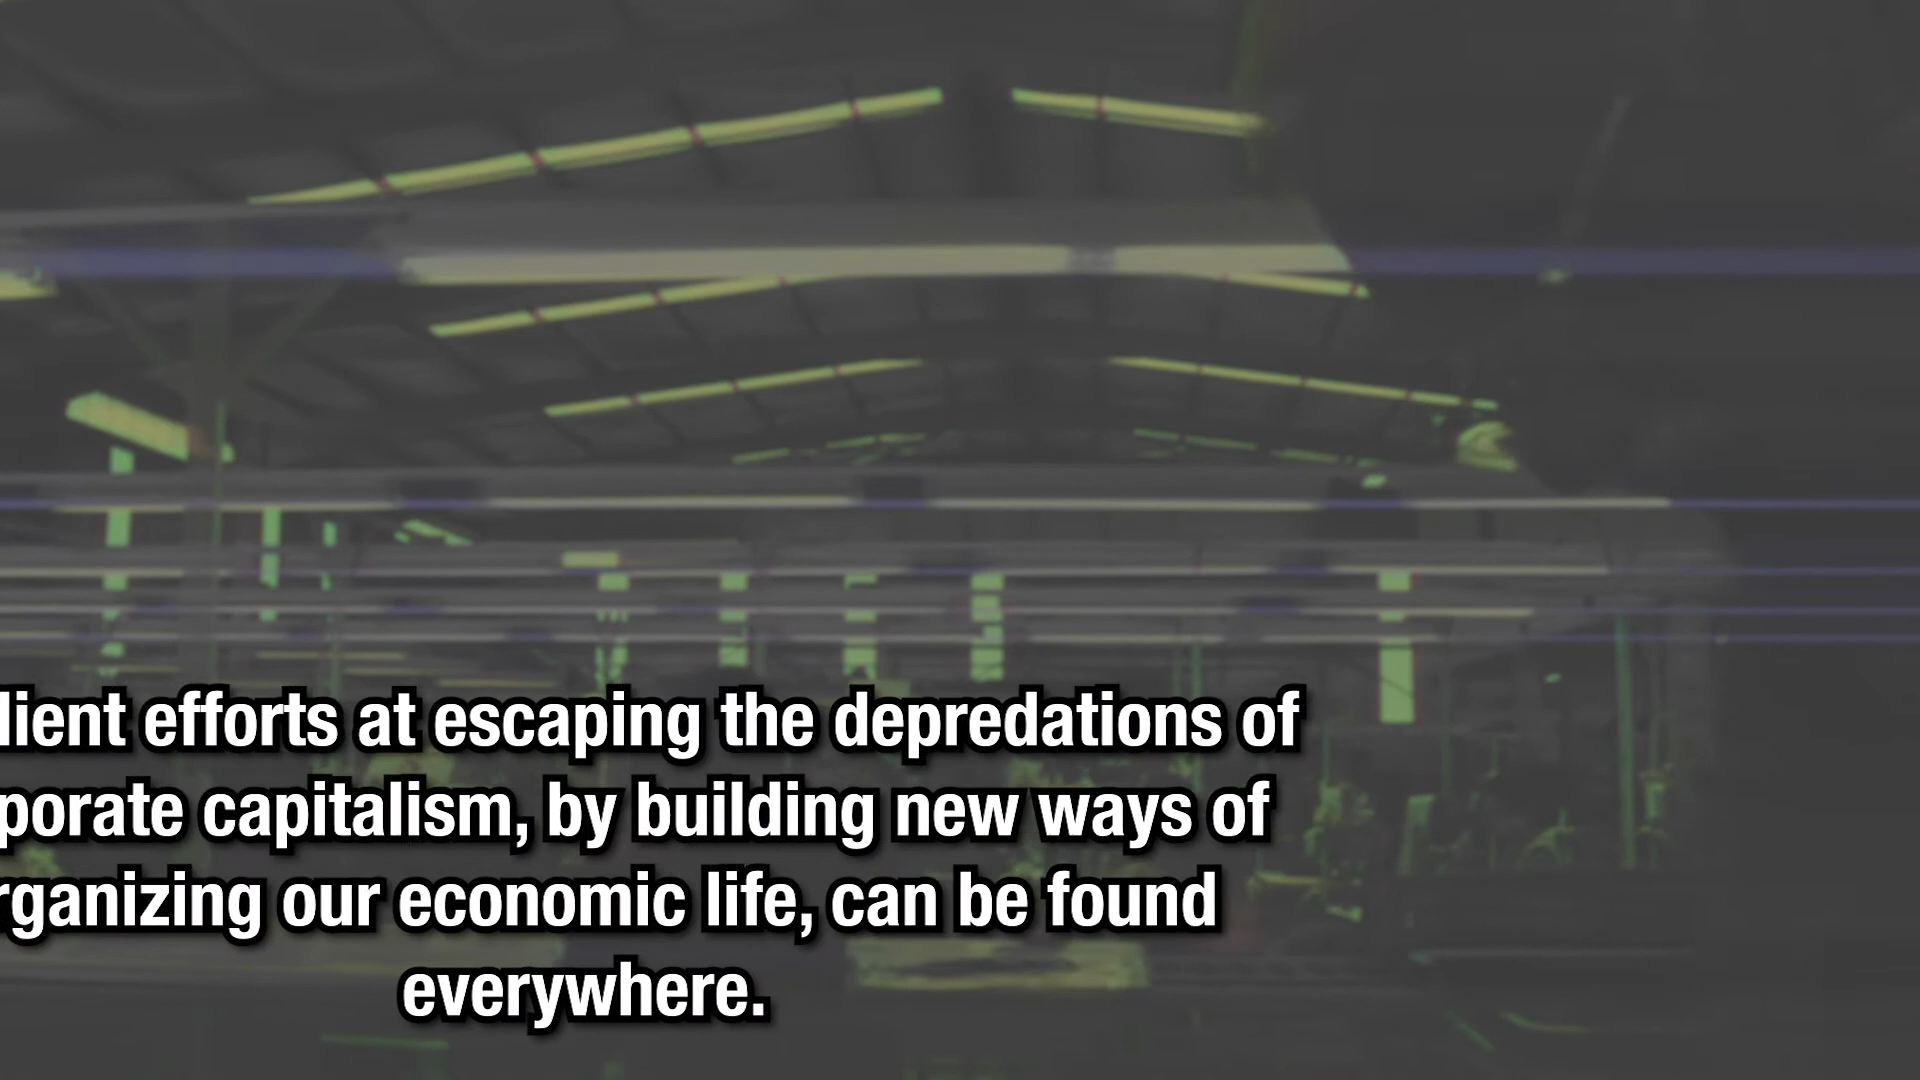 lient efforts at escaping the depredations of
porate capitalism, by building new ways of
rganizing our economic life, can be found
everywhere.